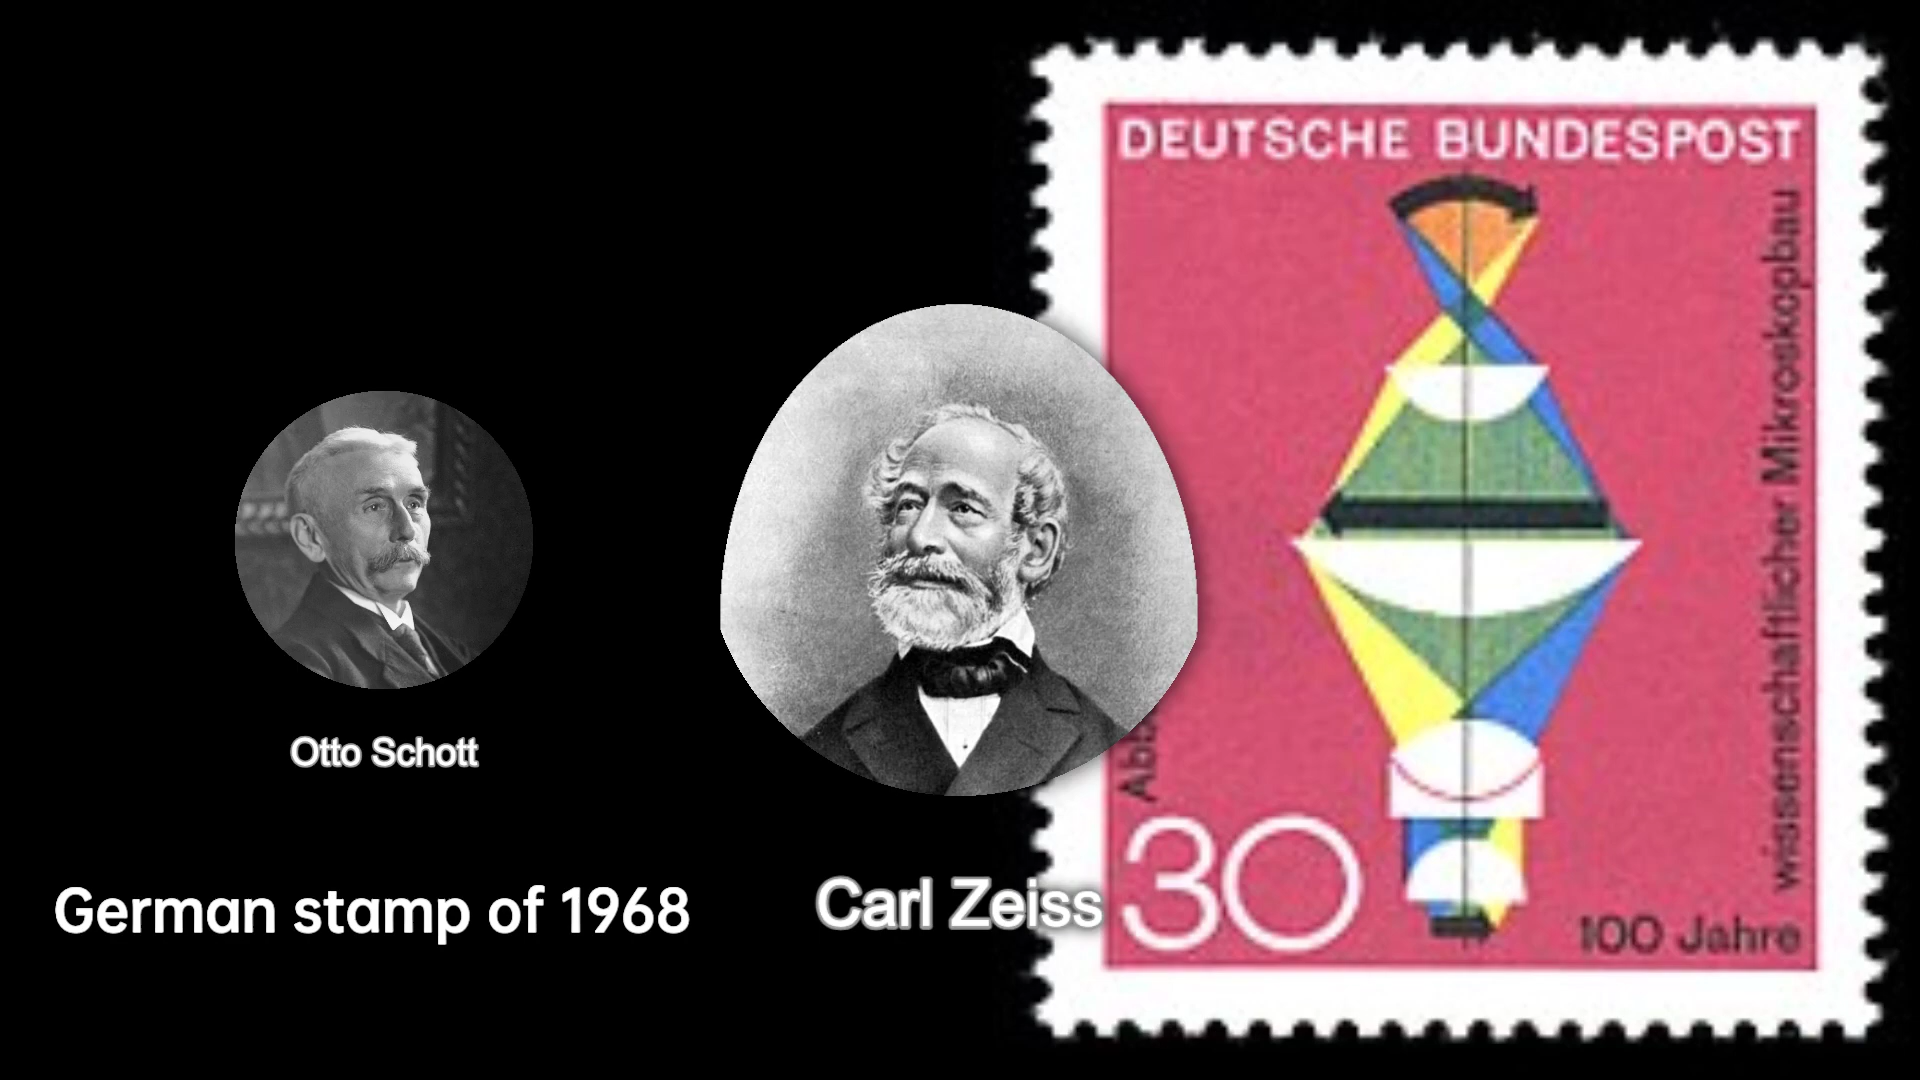 DEUTSCHE BUNDESPOST
wissenschaftlicher Mikroskopbau
Otto Schott
Carl Zeiss
30
German stamp of 1968
100 Jahre